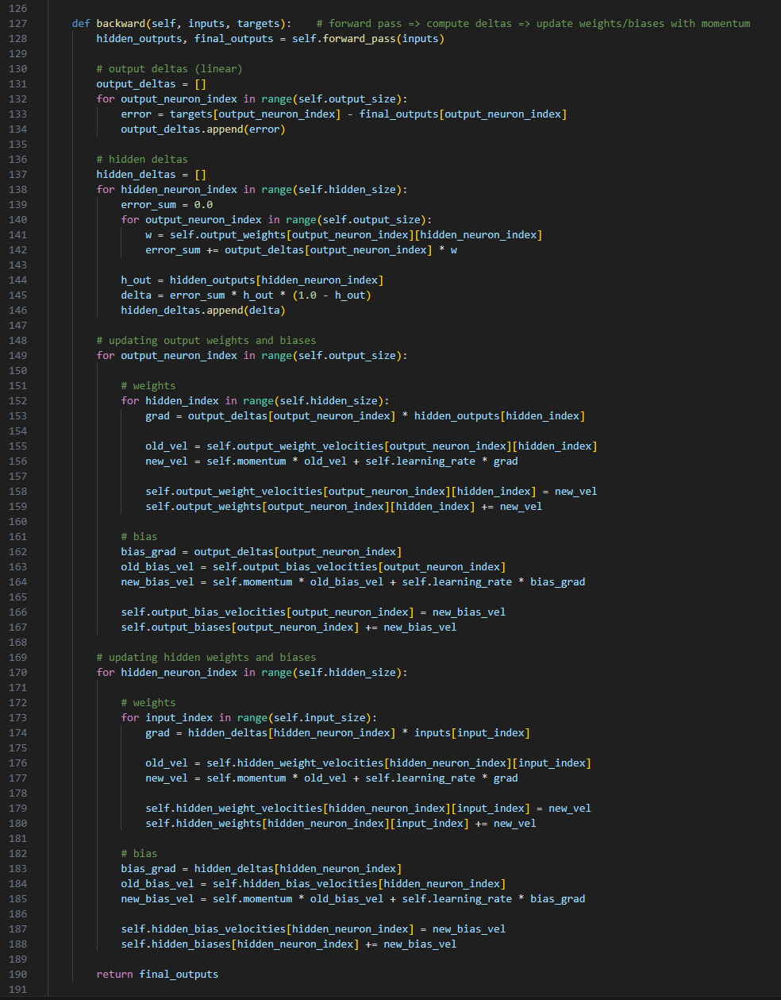 126
127 def backward(self, inputs, targets):    # forward pass => compute deltas => update weights/biases with momentum
128 hidden_outputs, final_outputs = self.forward_pass(inputs)
129
130 # output deltas (linear)
131 output_deltas = []
132 for output_neuron_index in range(self.output_size):
133 error = targets[output_neuron_index] - final_outputs[output_neuron_index]
134 output_deltas.append(error)
135
136 # hidden deltas
137 hidden_deltas = []
138 for hidden_neuron_index in range(self.hidden_size):
139 error_sum = 0.0
140 for output_neuron_index in range(self.output_size):
141 w = self.output_weights[output_neuron_index][hidden_neuron_index]
142 error_sum += output_deltas[output_neuron_index] * w
143
144 h_out = hidden_outputs[hidden_neuron_index]
145 delta = error_sum * h_out * (1.0 - h_out)
146 hidden_deltas.append(delta)
147
148 # updating output weights and biases
149 for output_neuron_index in range(self.output_size):
150
151 # weights
152 for hidden_index in range(self.hidden_size):
153 grad = output_deltas[output_neuron_index] * hidden_outputs[hidden_index]
154
155 old_vel = self.output_weight_velocities[output_neuron_index][hidden_index]
156 new_vel = self.momentum * old_vel + self.learning_rate * grad
157
158 self.output_weight_velocities[output_neuron_index][hidden_index] = new_vel
159 self.output_weights[output_neuron_index][hidden_index] += new_vel
160
161 # bias
162 bias_grad = output_deltas[output_neuron_index]
163 old_bias_vel = self.output_bias_velocities[output_neuron_index]
164 new_bias_vel = self.momentum * old_bias_vel + self.learning_rate * bias_grad
165
166 self.output_bias_velocities[output_neuron_index] = new_bias_vel
167 self.output_biases[output_neuron_index] += new_bias_vel
168
169 # updating hidden weights and biases
170 for hidden_neuron_index in range(self.hidden_size):
171
172 # weights
173 for input_index in range(self.input_size):
174 grad = hidden_deltas[hidden_neuron_index] * inputs[input_index]
175
176 old_vel = self.hidden_weight_velocities[hidden_neuron_index][input_index]
177 new_vel = self.momentum * old_vel + self.learning_rate * grad
178
179 self.hidden_weight_velocities[hidden_neuron_index][input_index] = new_vel
180 self.hidden_weights[hidden_neuron_index][input_index] += new_vel
181
182 # bias
183 bias_grad = hidden_deltas[hidden_neuron_index]
184 old_bias_vel = self.hidden_bias_velocities[hidden_neuron_index]
185 new_bias_vel = self.momentum * old_bias_vel + self.learning_rate * bias_grad
186
187 self.hidden_bias_velocities[hidden_neuron_index] = new_bias_vel
188 self.hidden_biases[hidden_neuron_index] += new_bias_vel
189
190 return final_outputs
191